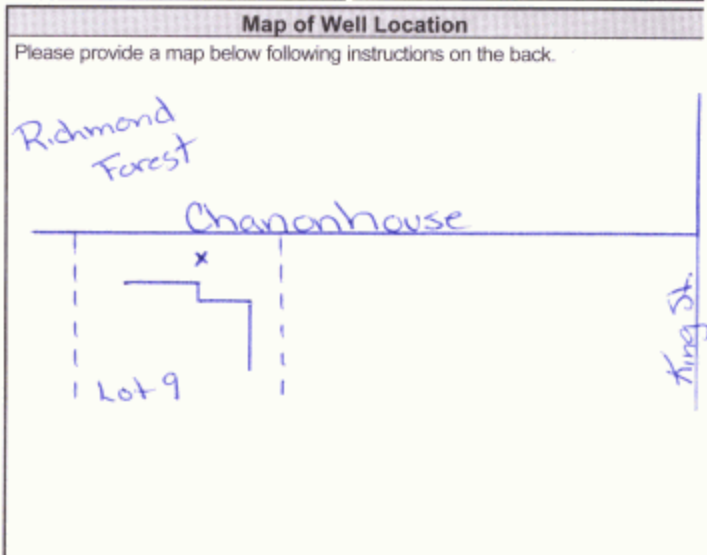 Map of Well Location
Please provide a map below following instructions on the back.
Richmond
Forest
Chanonhouse
x
King St.
Lot 9